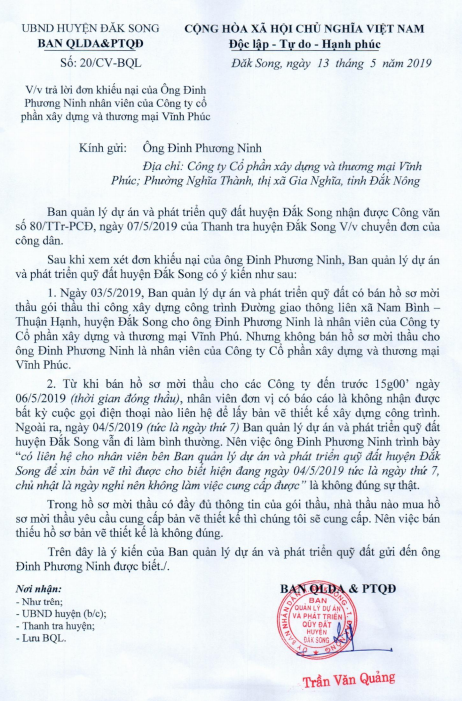 UBND HUYỆN ĐĂK SONG
BAN QLDA&PTQĐ
Số: 20/CV-BQL
CỘNG HÒA XÃ HỘI CHỦ NGHĨA VIỆT NAM
Độc lập - Tự do - Hạnh phúc
Đăk Song, ngày 13 tháng 5 năm 2019
V/v trả lời đơn khiếu nại của Ông Đinh
Phương Ninh nhân viên của Công ty cổ
phần xây dựng và thương mại Vĩnh Phúc
Kính gửi: Ông Đinh Phương Ninh
Địa chỉ: Công ty Cổ phần xây dựng và thương mại Vĩnh
Phúc; Phường Nghĩa Thành, thị xã Gia Nghĩa, tỉnh Đăk Nông
Ban quản lý dự án và phát triển quỹ đất huyện Đăk Song nhận được Công văn
số 80/TTr-PCĐ, ngày 07/5/2019 của Thanh tra huyện Đăk Song V/v chuyển đơn của
công dân.
Sau khi xem xét đơn khiếu nại của ông Đinh Phương Ninh, Ban quản lý dự án
và phát triển quỹ đất huyện Đăk Song có ý kiến như sau:
1. Ngày 03/5/2019, Ban quản lý dự án và phát triển quỹ đất có bán hồ sơ mời
thầu gói thầu thi công xây dựng công trình Đường giao thông liên xã Nam Bình –
Thuận Hạnh, huyện Đăk Song cho ông Đinh Phương Ninh là nhân viên của Công ty
Cổ phần xây dựng và thương mại Vĩnh Phú. Nhưng không bán hồ sơ mời thầu cho
ông Đinh Phương Ninh là nhân viên của Công ty Cổ phần xây dựng và thương mại
Vĩnh Phúc.
2. Từ khi bán hồ sơ mời thầu cho các Công ty đến trước 15g00’ ngày
06/5/2019 (thời gian đóng thầu), nhân viên đơn vị có báo cáo là không nhận được
bất kỳ cuộc gọi điện thoại nào liên hệ để lấy bản vẽ thiết kế xây dựng công trình.
Ngoài ra, ngày 04/5/2019 (tức là ngày thứ 7) Ban quản lý dự án và phát triển quỹ đất
huyện Đăk Song vẫn đi làm bình thường. Nên việc ông Đinh Phương Ninh trình bày
“có liên hệ cho nhân viên bên Ban quản lý dự án và phát triển quỹ đất huyện Đăk
Song để xin bản vẽ thì được cho biết hiện đang ngày 04/5/2019 tức là ngày thứ 7,
chủ nhật là ngày nghỉ nên không làm việc cung cấp được” là không đúng sự thật.
Trong hồ sơ mời thầu có đầy đủ thông tin của gói thầu, nhà thầu nào mua hồ
sơ mời thầu yêu cầu cung cấp bản vẽ thiết kế thì chúng tôi sẽ cung cấp. Nên việc bán
thiếu hồ sơ bản vẽ thiết kế là không đúng.
Trên đây là ý kiến của Ban quản lý dự án và phát triển quỹ đất gửi đến ông
Đinh Phương Ninh được biết./.
Nơi nhận:
- Như trên;
- UBND huyện (b/c);
- Thanh tra huyện;
- Lưu BQL.
BAN QLDA & PTQĐ
BAN
QUẢN LÝ DỰ ÁN
VÀ PHÁT TRIỂN
QUỸ ĐẤT
HUYỆN
ĐĂK SONG
Trần Văn Quảng